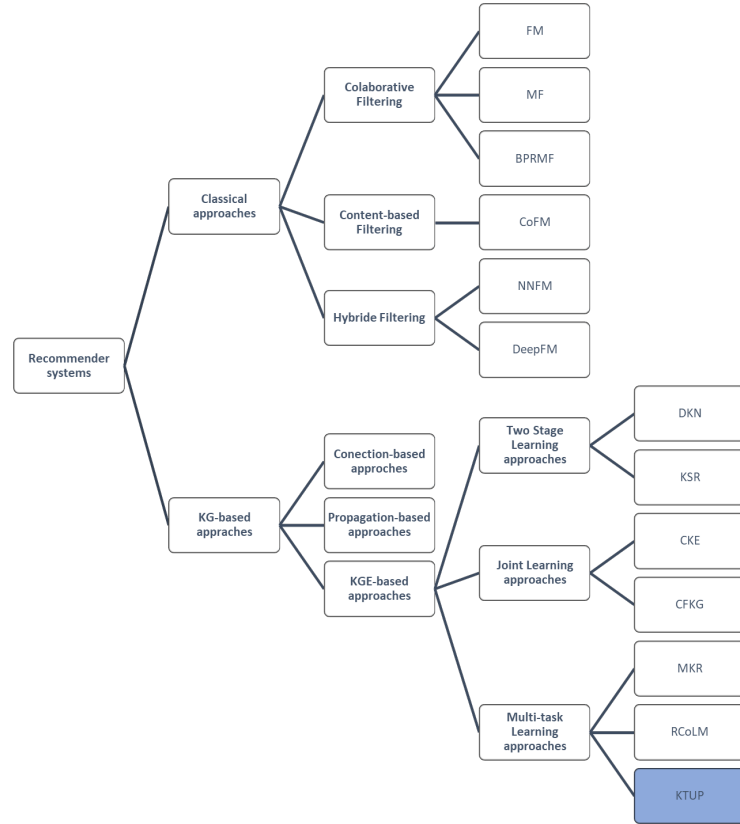 Recommender
systems
Classical
approaches
Colaborative
Filtering
FM
MF
BPRMF
Content-based
Filtering
CoFM
Hybride Filtering
NNFM
DeepFM
KG-based
appraches
Conection-based
approches
Propagation-based
approaches
KGE-based
approaches
Two Stage
Learning
approaches
DKN
KSR
Joint Learning
approaches
CKE
CFKG
Multi-task
Learning
approaches
MKR
RCoLM
KTUP